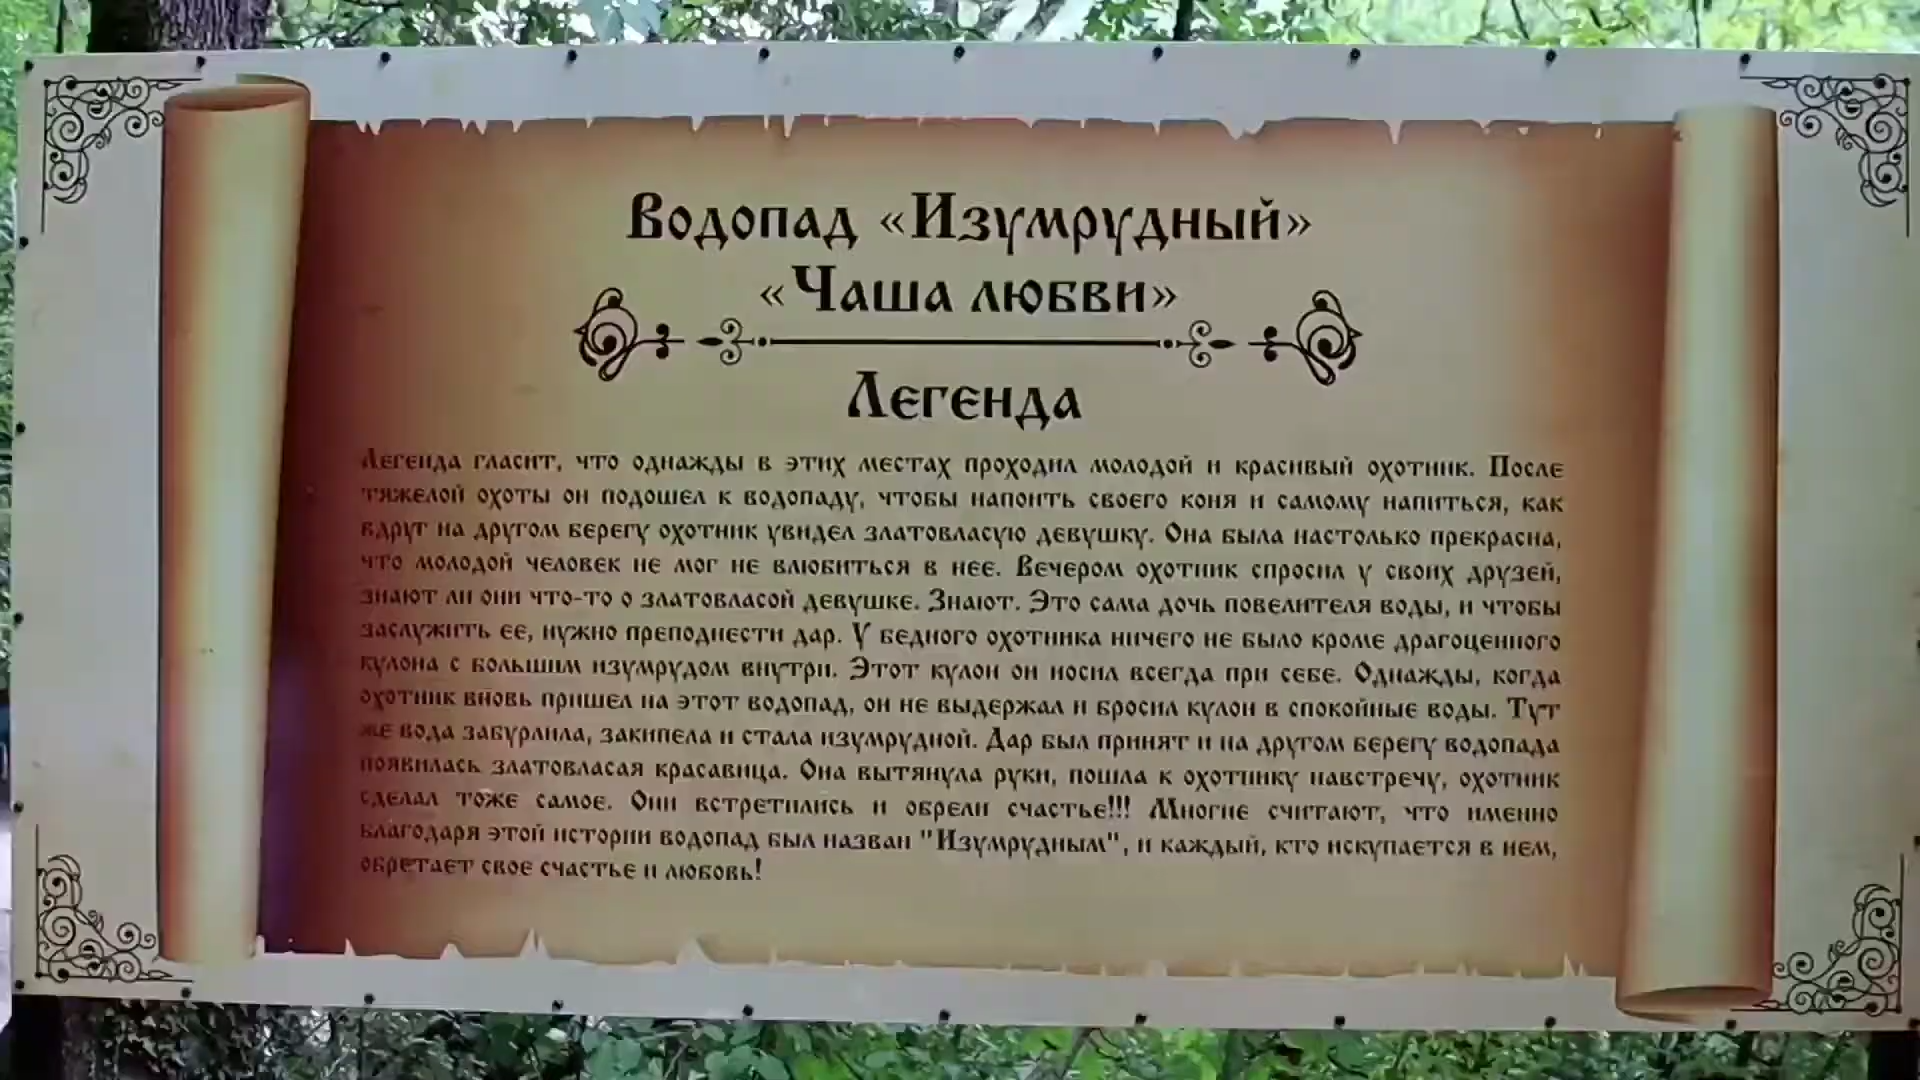 Водопад «Изумрудный»
«Чаша любви»
Легенда
Легенда гласит, что однажды в этих местах проходил молодой и красивый охотник. После
тяжелой охоты он подошел к водопаду, чтобы напоить своего коня и самому напиться, как
вдруг на другом берегу охотник увидел златовласую девушку. Она была настолько прекрасна,
что молодой человек не мог не влюбиться в нее. Вечером охотник спросил у своих друзей,
знают ли они что-то о златовласой девушке. Знают. Это сама дочь повелителя воды, и чтобы
заслужить ее, нужно преподнести дар. У бедного охотника ничего не было кроме драгоценного
кулона с большим изумрудом внутри. Этот кулон он носил всегда при себе. Однажды, когда
охотник вновь пришел на этот водопад, он не выдержал и бросил кулон в спокойные воды. Тут
же вода забурлила, закипела и стала изумрудной. Дар был принят и на другом берегу водопада
появилась златовласая красавица. Она вытянула руки, пошла к охотнику навстречу, охотник
сделал тоже самое. Они встретились и обрели счастье!!! Многие считают, что именно
благодаря этой истории водопад был назван "Изумрудным", и каждый, кто искупается в нем,
обретает свое счастье и любовь!